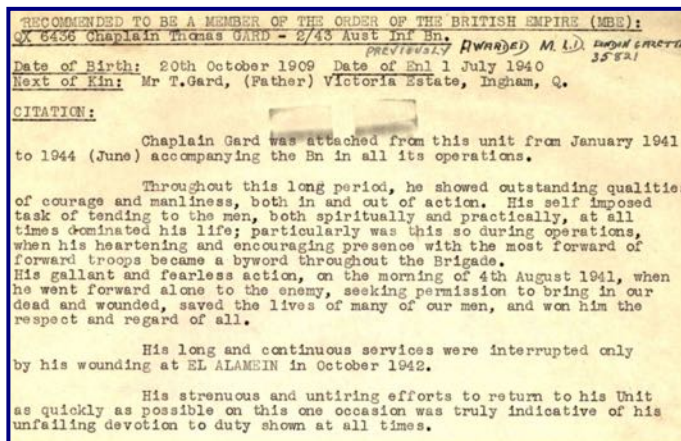 RECOMMENDED TO BE A MEMBER OF THE ORDER OF THE BRITISH EMPIRE (MBE):
QX 6436 Chaplain Thomas GARD - 2/43 Aust Inf Bn.
PREVIOUSLY AWARDED M.I.D. LONDON GAZETTE
35821
Date of Birth: 20th October 1909 Date of Enl 1 July 1940
Next of Kin: Mr T.Gard, (Father) Victoria Estate, Ingham, Q.
CITATION:
Chaplain Gard was attached from this unit from January 1941
to 1944 (June) accompanying the Bn in all its operations.
Throughout this long period, he showed outstanding qualitie
of courage and manliness, both in and out of action. His self imposed
task of tending to the men, both spiritually and practically, at all
times dominated his life; particularly was this so during operations,
when his heartening and encouraging presence with the most forward of
forward troops became a byword throughout the Brigade.
His gallant and fearless action, on the morning of 4th August 1941, when
he went forward alone to the enemy, seeking permission to bring in our
dead and wounded, saved the lives of many of our men, and won him the
respect and regard of all.
His long and continuous services were interrupted only
by his wounding at EL ALAMEIN in October 1942.
His strenuous and untiring efforts to return to his Unit
as quickly as possible on this one occasion was truly indicative of his
unfailing devotion to duty shown at all times.